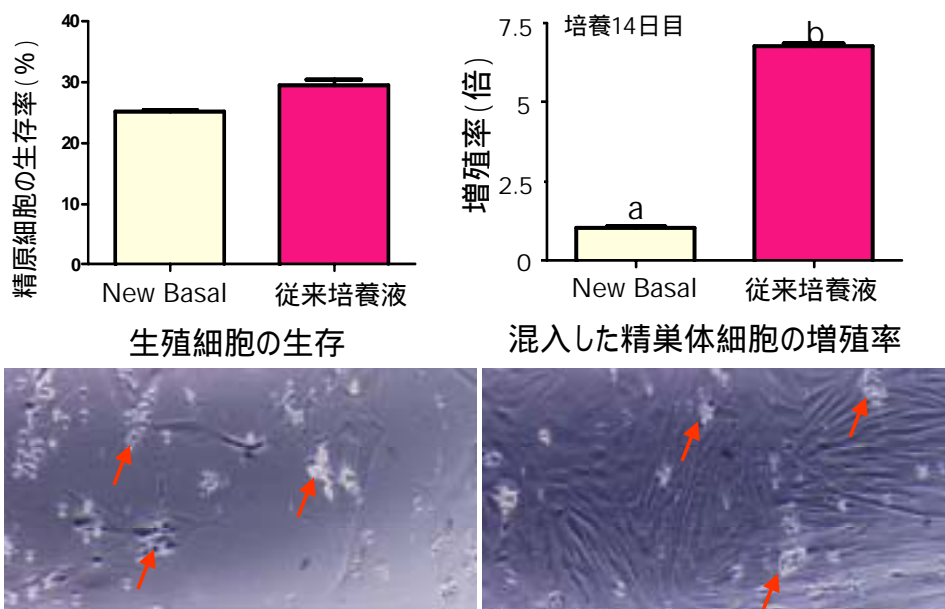 精原細胞の生存率(%)
40
30
20
10
0
New Basal
従来培養液
生殖細胞の生存
増殖率(倍)
培養14日目
7.5
5
2.5
0
a
b
New Basal
従来培養液
混入した精巣体細胞の増殖率